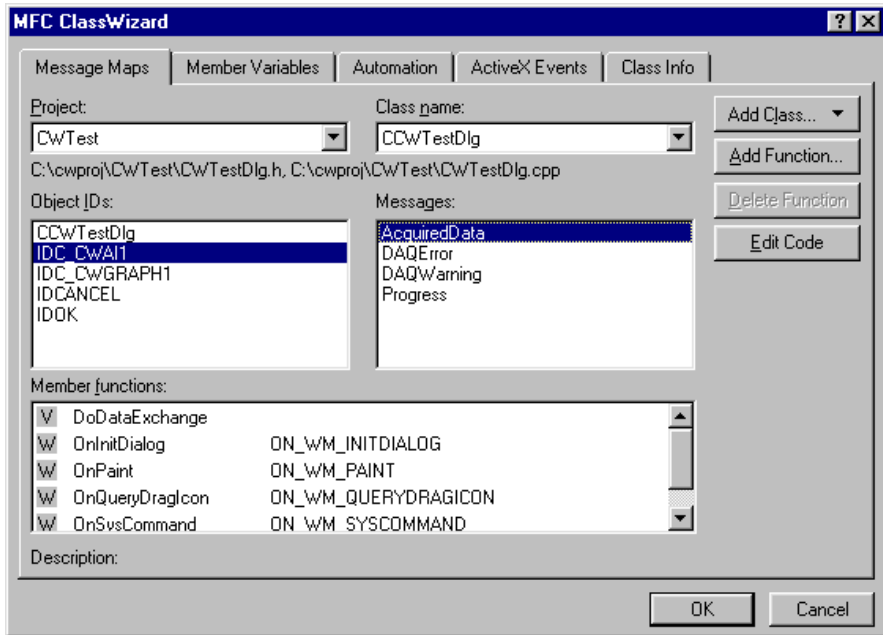 MFC ClassWizard
Message Maps Member Variables Automation ActiveX Events Class Info
Project: Class name:
CWTest CCWTestDlg
Add Class...
C:\cwproj\CWTest\CWTestDlg.h, C:\cwproj\CWTest\CWTestDlg.cpp
Add Function...
Object IDs: Messages:
Delete Function
CCWTestDlg AcquiredData
IDC_CWAI1 DAQError
Edit Code
IDC_CWGRAPH1 DAQWarning
IDCANCEL Progress
IDOK
Member functions:
V DoDataExchange
W OnInitDialog ON_WM_INITDIALOG
W OnPaint ON_WM_PAINT
W OnQueryDragIcon ON_WM_QUERYDRAGICON
W OnSysCommand ON_WM_SYSCOMMAND
Description:
OK Cancel